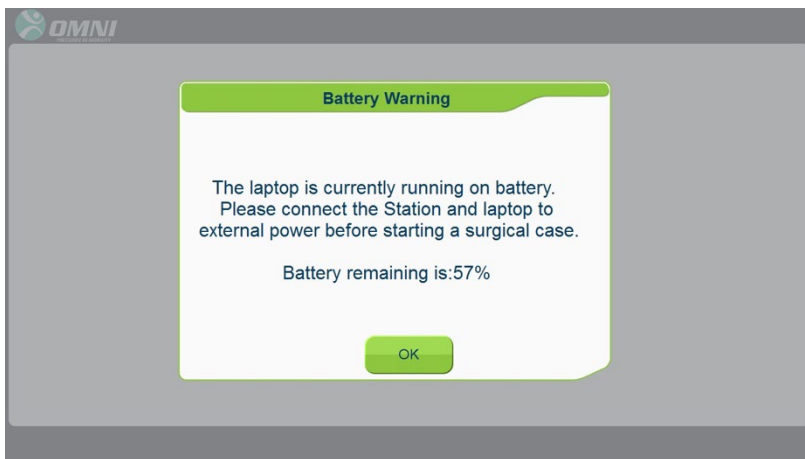 OMNI
Battery Warning
The laptop is currently running on battery.
Please connect the Station and laptop to
external power before starting a surgical case.
Battery remaining is:57%
OK